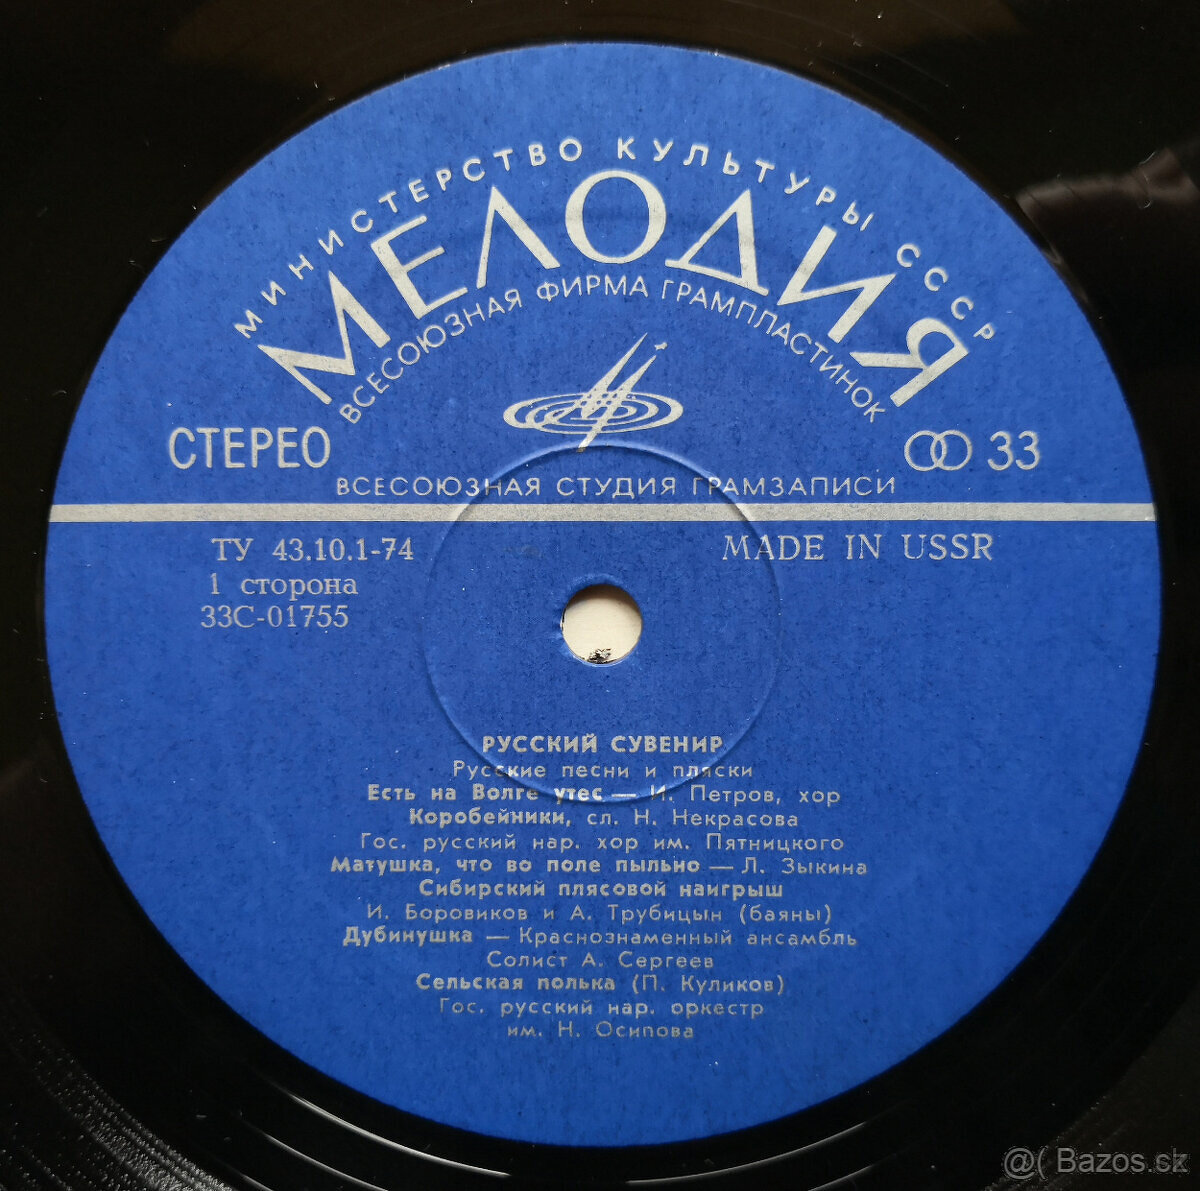 МИНИСТЕРСТВО КУЛЬТУРЫ СССР
МЕЛОДИЯ
ВСЕСОЮЗНАЯ ФИРМА ГРАМПЛАСТИНОК
СТЕРЕО
33
ВСЕСОЮЗНАЯ СТУДИЯ ГРАМЗАПИСИ
ТУ 43.10.1-74
MADE IN USSR
1 сторона
33С-01755
РУССКИЙ СУВЕНИР
Русские песни и пляски
Есть на Волге утес — И. Петров, хор
Коробейники, сл. Н. Некрасова
Гос. русский нар. хор им. Пятницкого
Матушка, что во поле пыльно — Л. Зыкина
Сибирский плясовой наигрыш
И. Боровиков и А. Трубицын (баяны)
Дубинушка — Краснознаменный ансамбль
Солист А. Сергеев
Сельская полька (П. Куликов)
Гос. русский нар. оркестр
им. Н. Осипова
@( Bazos.sk